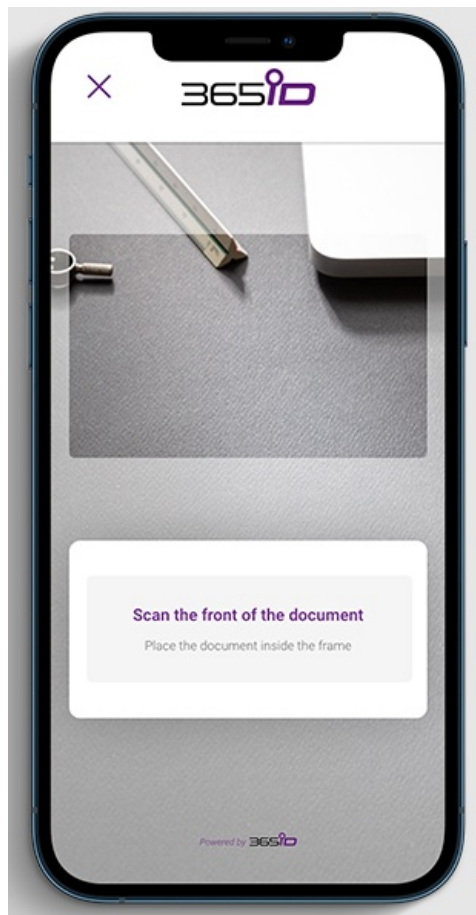 365iD
Scan the front of the document
Place the document inside the frame
Powered by 365iD